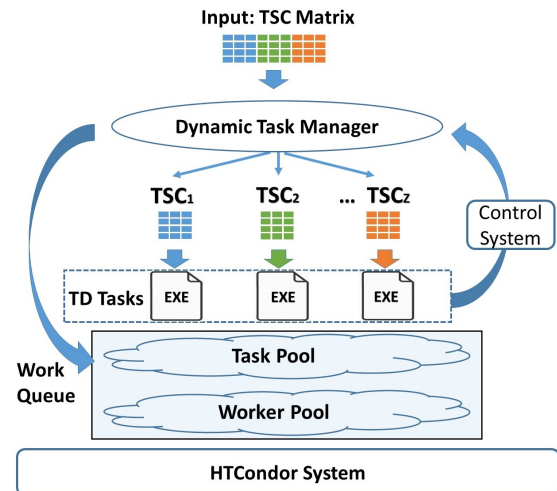 Input: TSC Matrix
Dynamic Task Manager
TSC1
TSC2
... TSCZ
Control
System
TD Tasks
EXE
EXE
EXE
Task Pool
Work
Queue
Worker Pool
HTCondor System